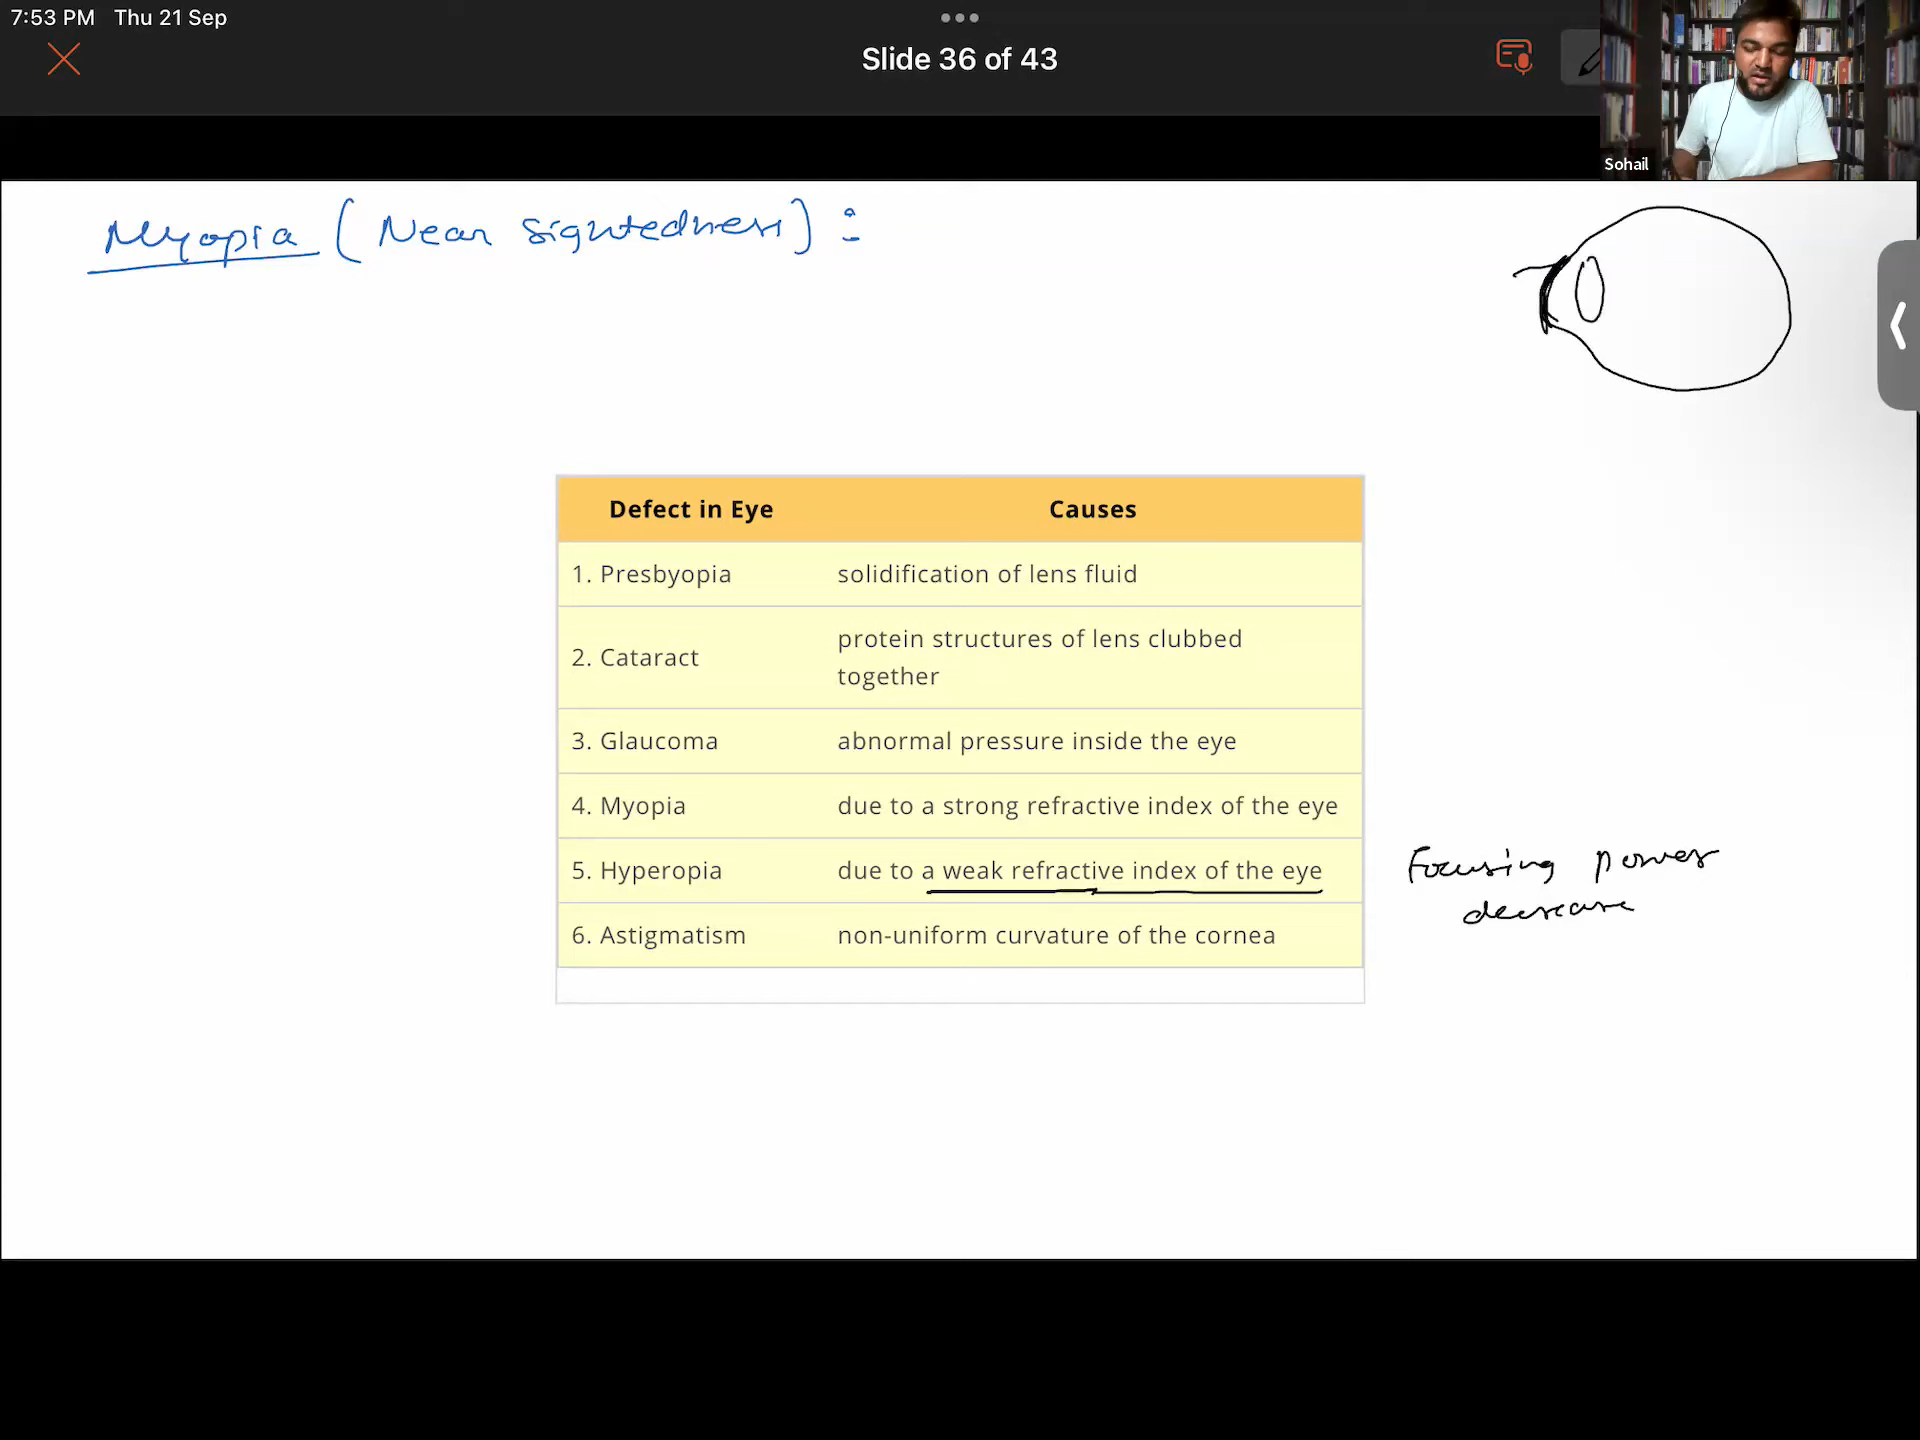 7:53 PM Thu 21 Sep
Slide 36 of 43
Sohail
Myopia (Near Sightedness) :
Defect in Eye Causes
1. Presbyopia solidification of lens fluid
2. Cataract protein structures of lens clubbed
together
3. Glaucoma abnormal pressure inside the eye
4. Myopia due to a strong refractive index of the eye
5. Hyperopia due to a weak refractive index of the eye
Focusing power
decrease
6. Astigmatism non-uniform curvature of the cornea